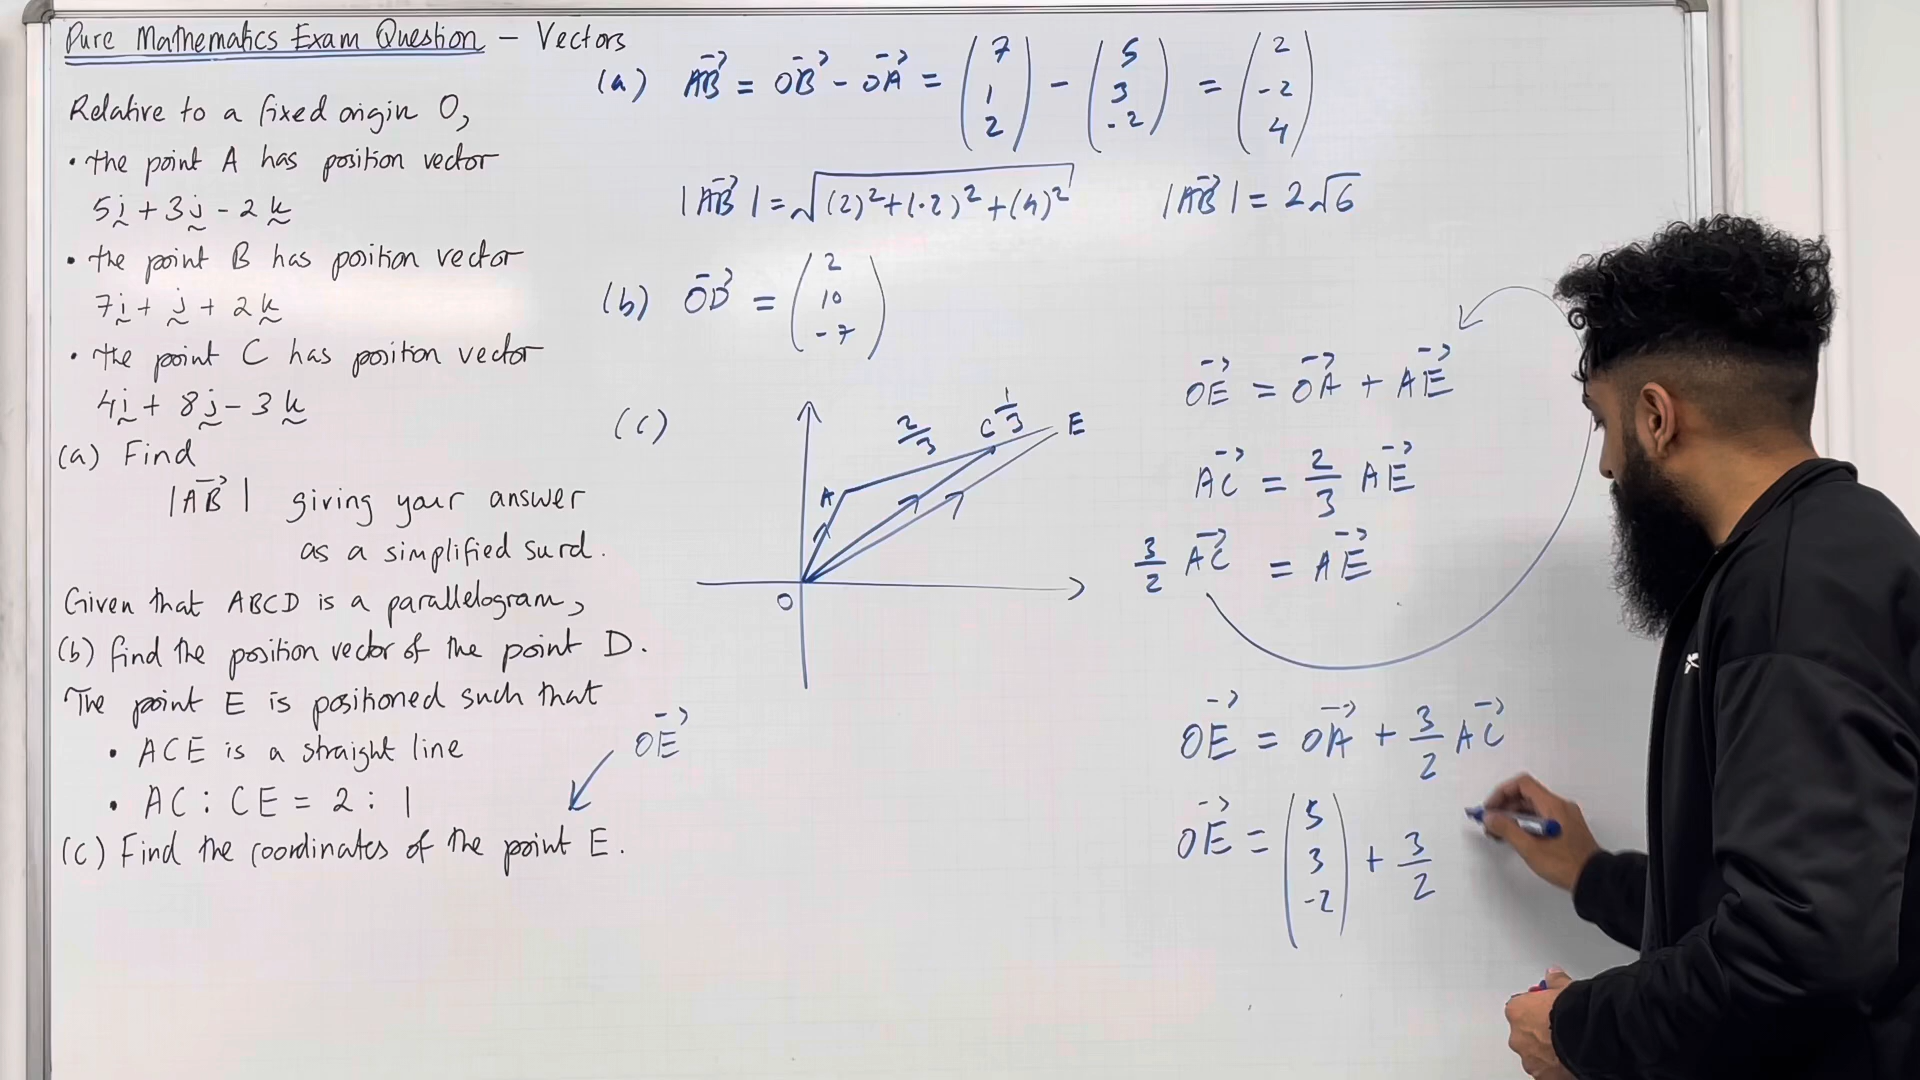 Pure Mathematics Exam Question – Vectors
Relative to a fixed origin O,
• the point A has position vector
5i + 3j - 2k
• the point B has position vector
7i + j + 2k
• the point C has position vector
4i + 8j - 3k
(a) Find
|AB→| giving your answer
as a simplified surd.
Given that ABCD is a parallelogram,
(b) find the position vector of the point D.
The point E is positioned such that
• ACE is a straight line
• AC : CE = 2 : 1
OE→
(c) Find the coordinates of the point E.
(a) AB→ = OB→ - OA→ = (7 1 2) - (5 3 -2) = (2 -2 4)
|AB→| = √(2)²+(-2)²+(4)² |AB→| = 2√6
(b) OD→ = (2 10 -7)
(c)
2/3 C 1/3 E
A
O
OE→ = OA→ + AE→
AC→ = 2/3 AE→
3/2 AC→ = AE→
OE→ = OA→ + 3/2 AC→
OE→ = (5 3 -2) + 3/2